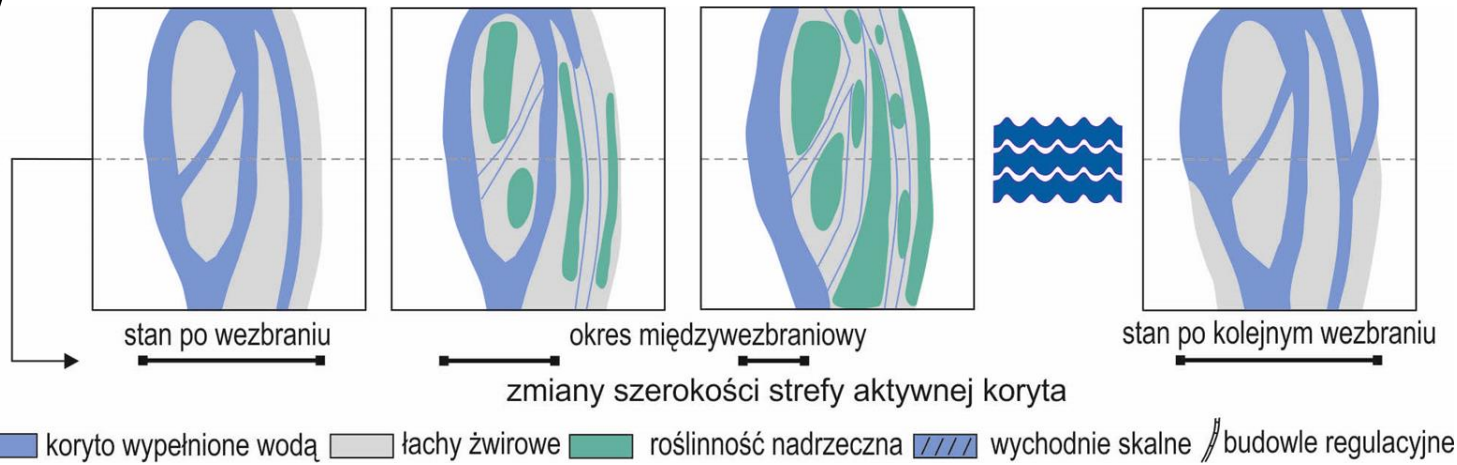 stan po wezbraniu
okres międzywezbraniowy
stan po kolejnym wezbraniu
zmiany szerokości strefy aktywnej koryta
koryto wypełnione wodą łachy żwirowe roślinność nadrzeczna wychodnie skalne budowle regulacyjne